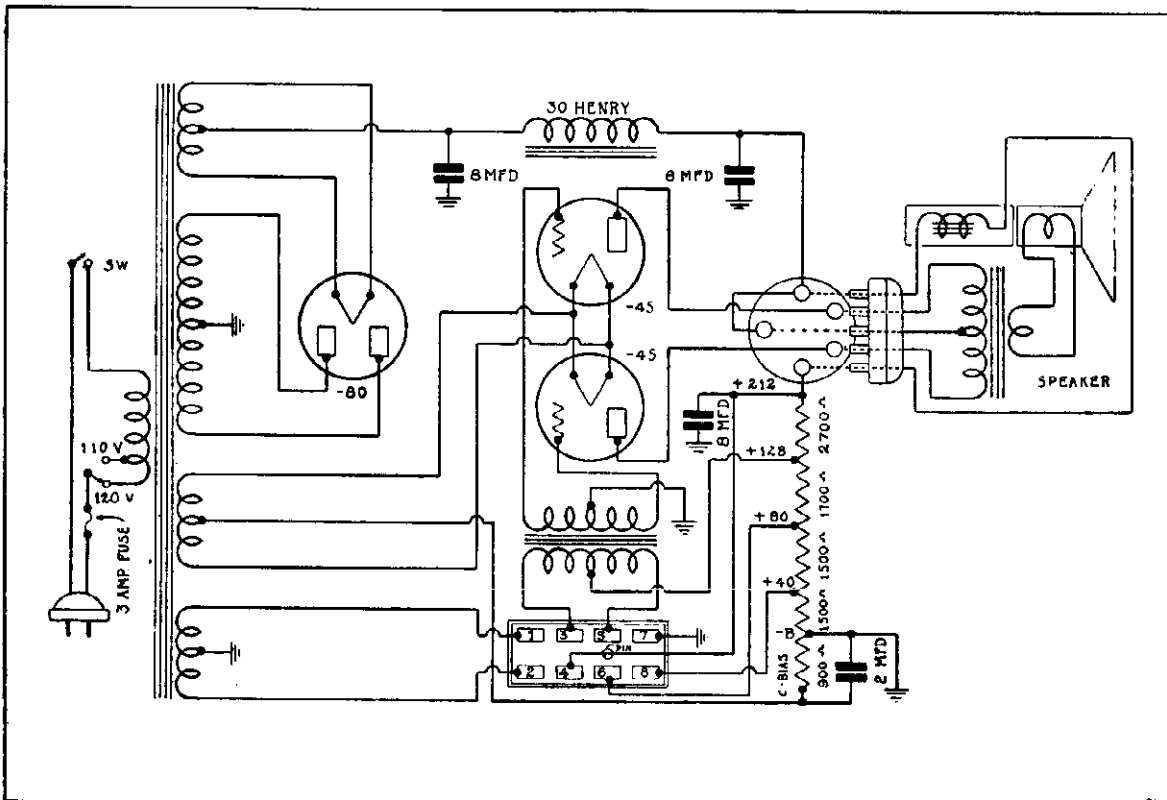 30 HENRY
8 MFD
8 MFD
SW
-45
-80
-45
+212
SPEAKER
8 MFD
2700 Λ
110 V
+128
120 V
1700 Λ
3 AMP. FUSE
+80
1500 Λ
+40
1500 Λ
1
3
5
7
-B
PIN
2
4
6
8
C-BIAS
900 Λ
2 MFD